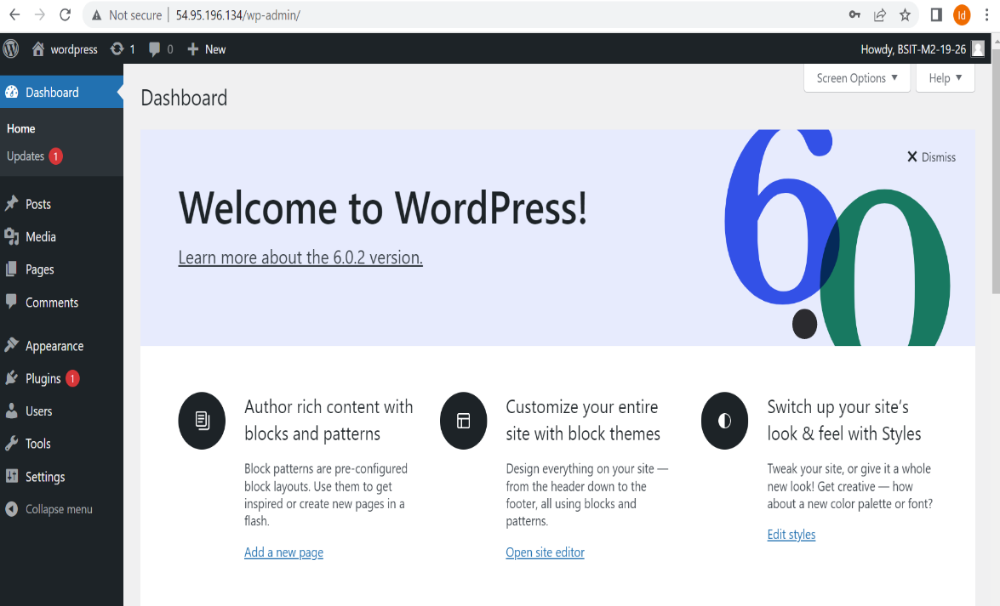 Not secure | 54.95.196.134/wp-admin/
Id
wordpress 1 0 New
Howdy, BSIT-M2-19-26
Dashboard
Home
Updates 1
Posts
Media
Pages
Comments
Appearance
Plugins 1
Users
Tools
Settings
Collapse menu
Screen Options ▼
Help ▼
Dashboard
6.0
Dismiss
Welcome to WordPress!
Learn more about the 6.0.2 version.
Author rich content with
blocks and patterns
Block patterns are pre-configured
block layouts. Use them to get
inspired or create new pages in a
flash.
Add a new page
Customize your entire
site with block themes
Design everything on your site —
from the header down to the
footer, all using blocks and
patterns.
Open site editor
Switch up your site’s
look & feel with Styles
Tweak your site, or give it a whole
new look! Get creative — how
about a new color palette or font?
Edit styles